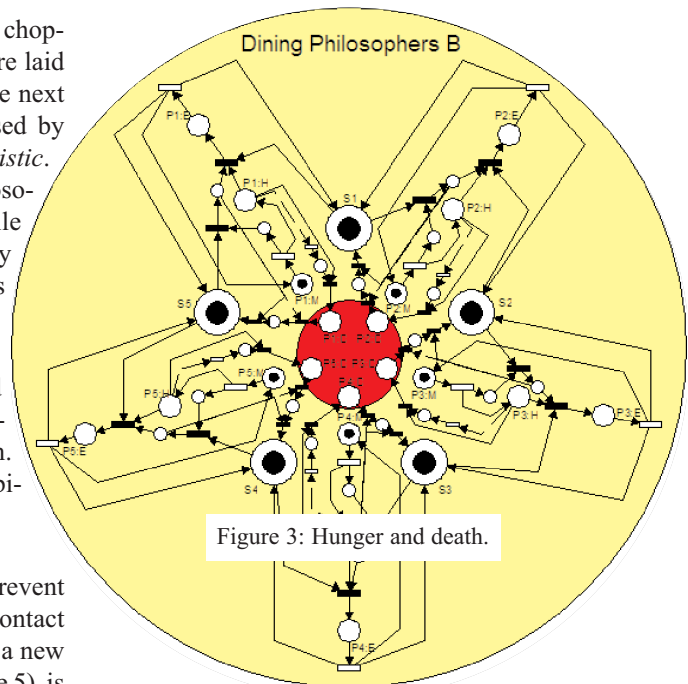 chop-
re laid
e next
sed by
istic.
oso-
ile
y
s
-
n.
pi-
revent
ontact
a new
e 5) is
Dining Philosophers B
P1:E
P2:E
P1:H
P2:H
S1
P1:M
P2:M
S5
S2
P5:M
P3:M
P5:H
P3:H
P3:E
P4:M
P5:E
S4
S3
Figure 3: Hunger and death.
P4:E